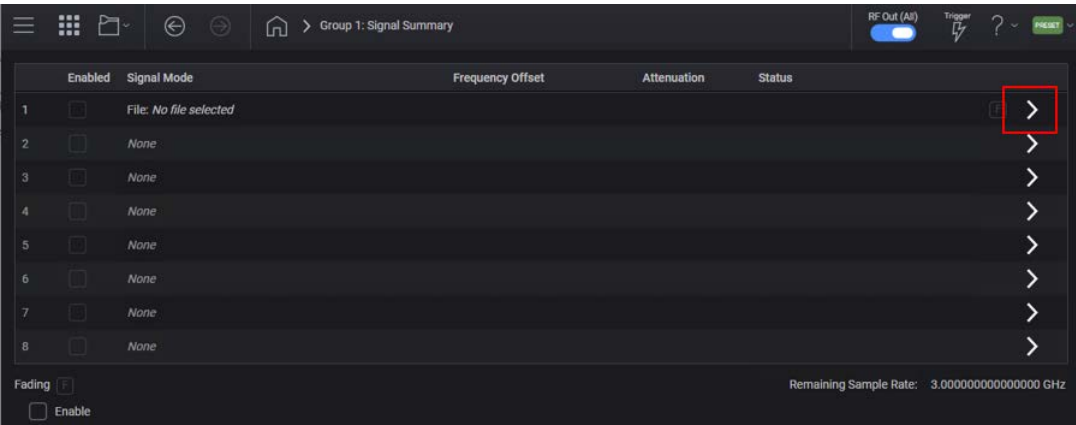 > Group 1: Signal Summary RF Out (All) Trigger ? PRESET
Enabled Signal Mode Frequency Offset Attenuation Status
1 File: No file selected F
2 None
3 None
4 None
5 None
6 None
7 None
8 None
Fading F Remaining Sample Rate: 3.000000000000000 GHz
Enable